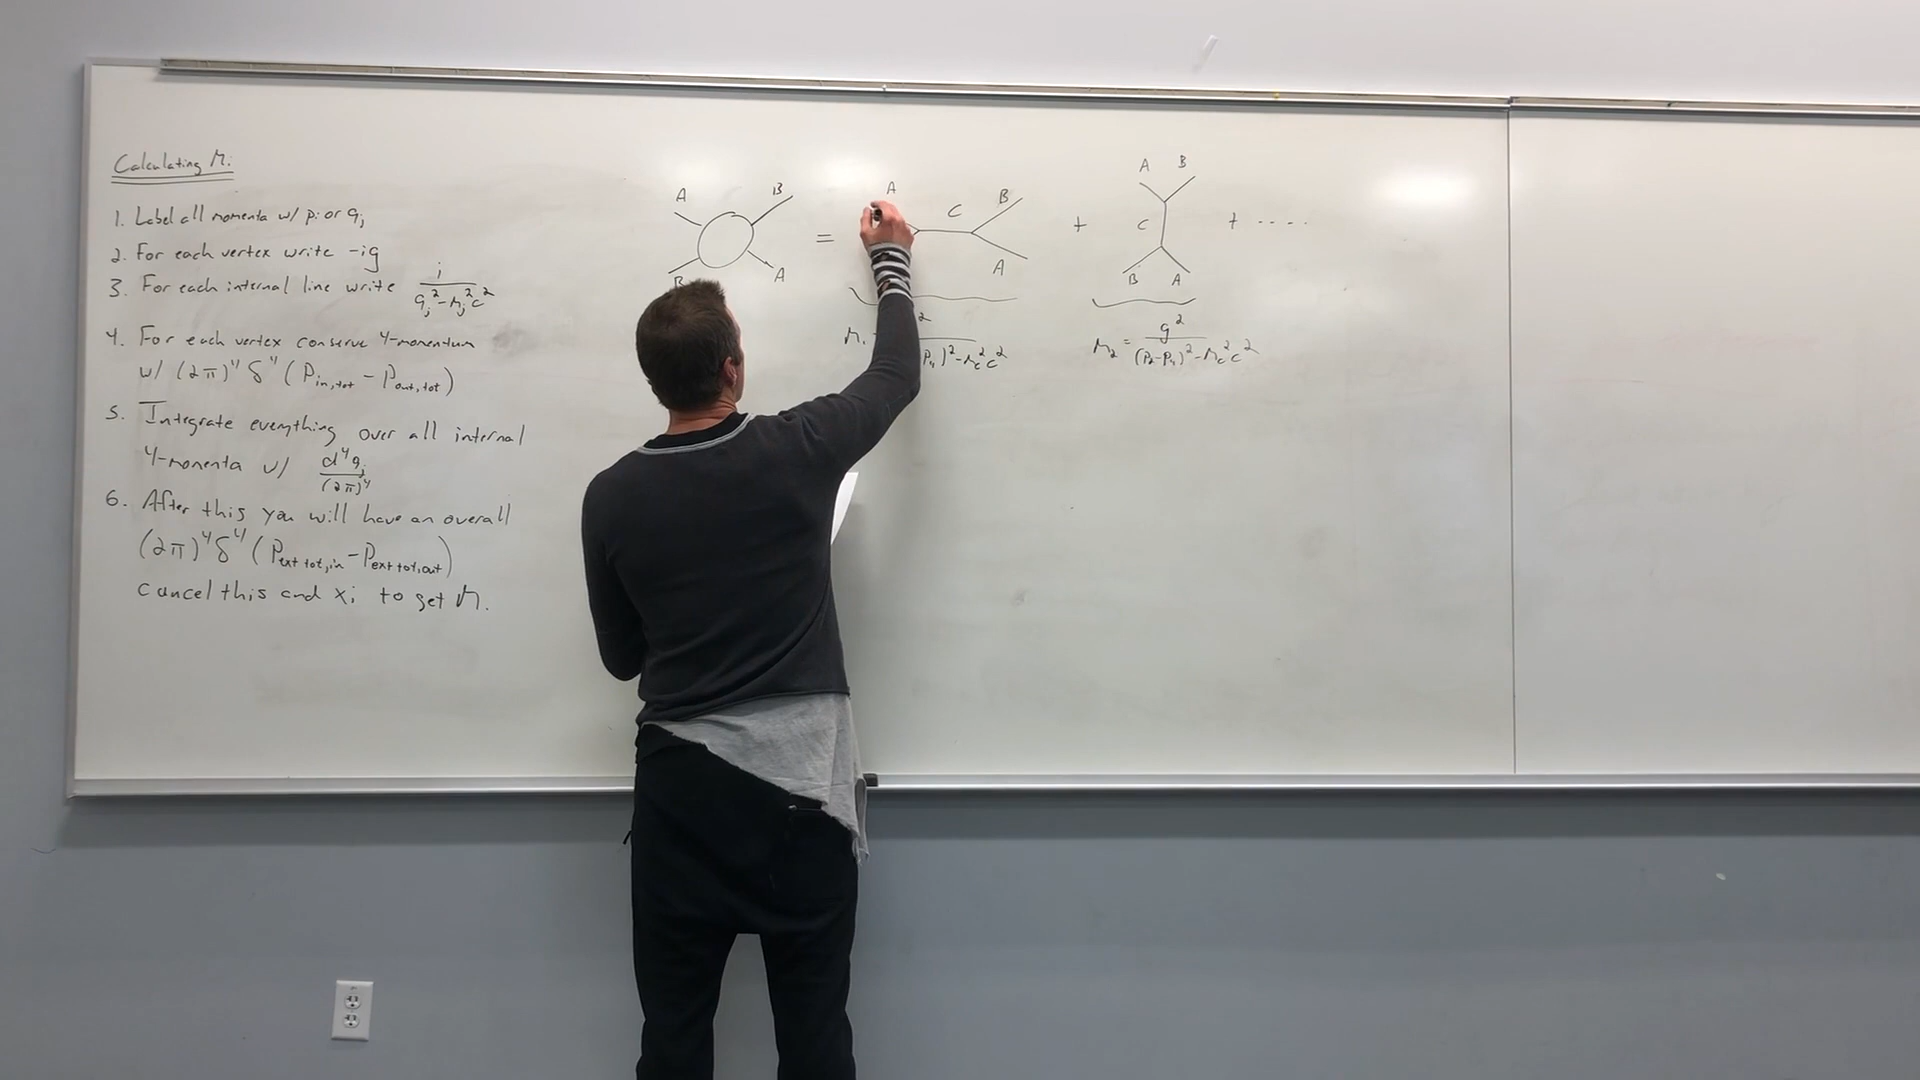 Calculating M:
1. Label all momenta w/ pi or qj
2. For each vertex write -ig
3. For each internal line write i / (qj² - mj²c²)
4. For each vertex conserve 4-momentum
w/ (2π)⁴ δ⁴ (Pin,tot - Pout,tot)
5. Integrate everything over all internal
4-momenta w/ d⁴qj / (2π)⁴
6. After this you will have an overall
(2π)⁴ δ⁴ (Pext tot,in - Pext tot,out)
cancel this and xi to get M.
A B B A
=
A C B A
+
A B C B A
+ ....
M₂ = g² / ((P₂-P₄)² - mc²c²)